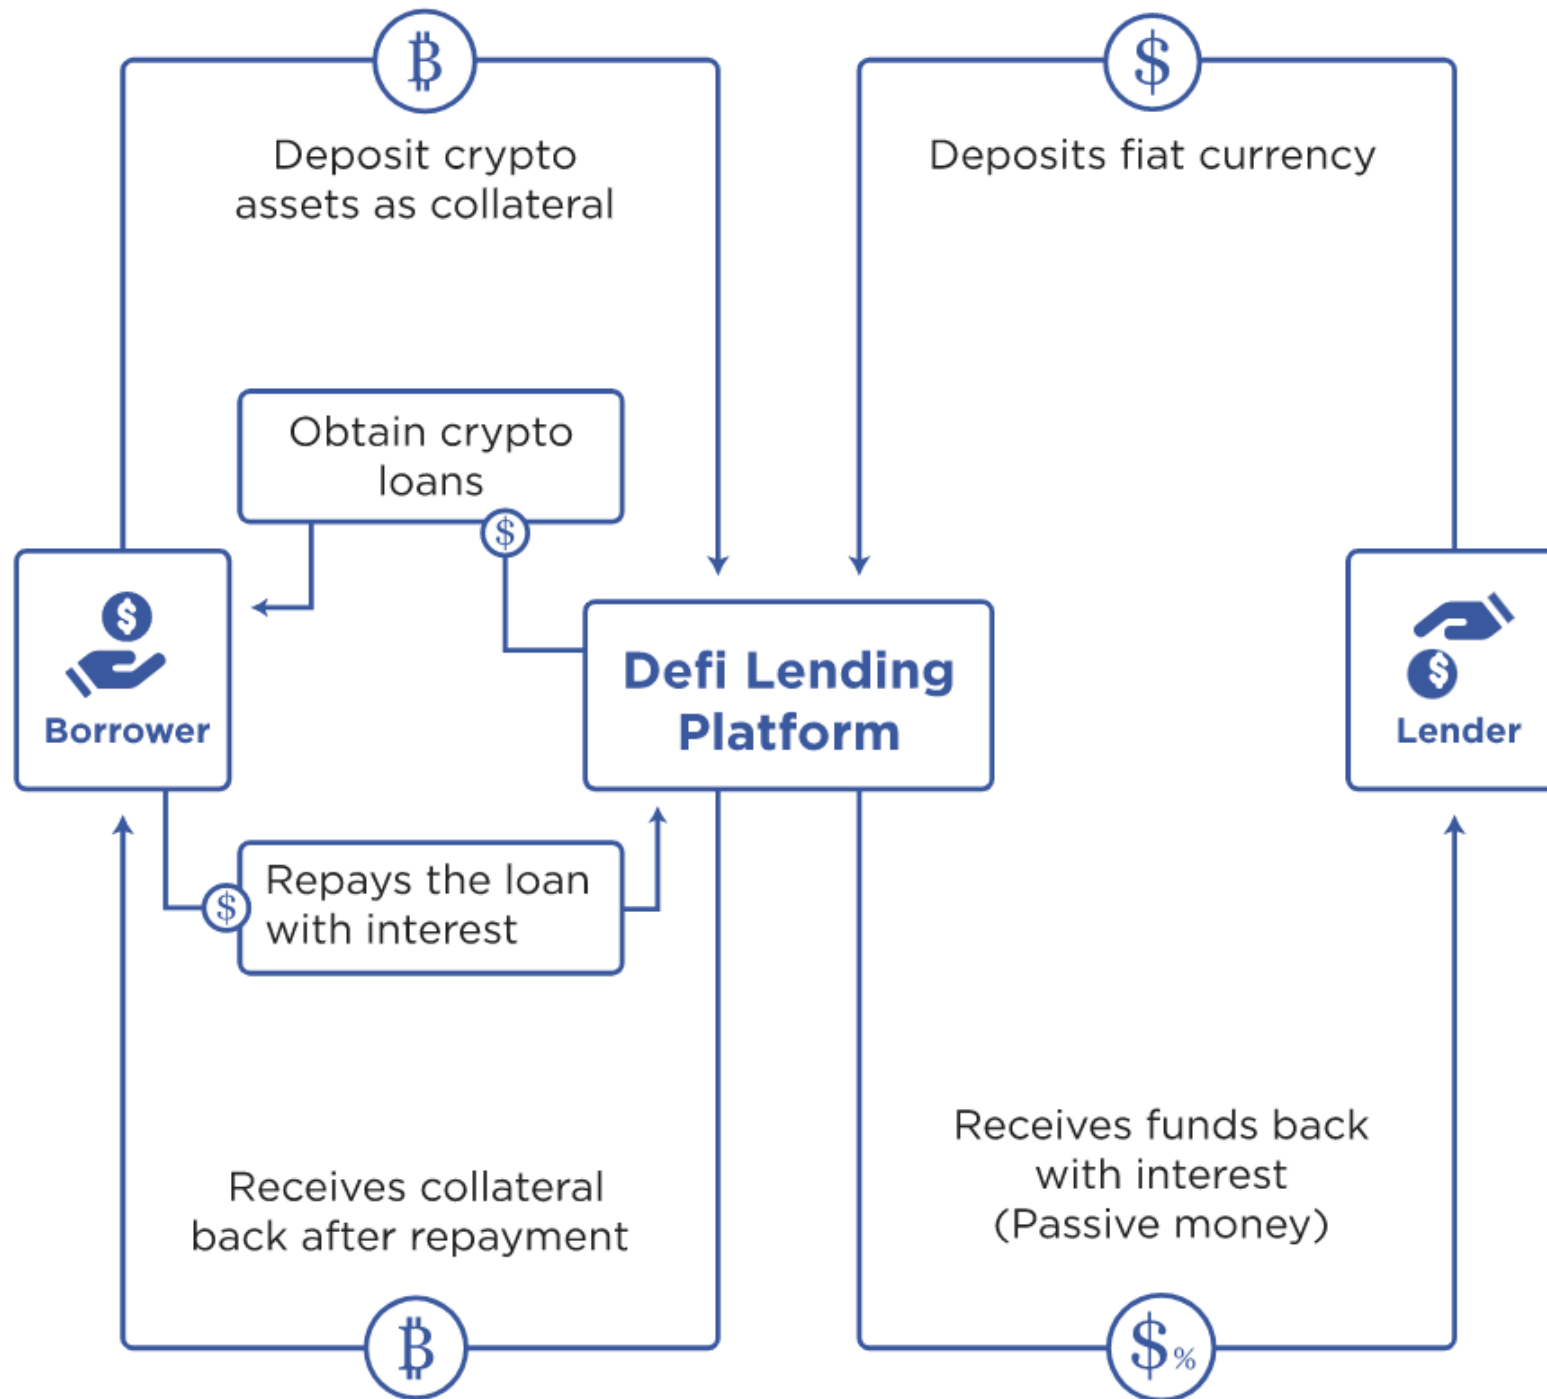 ₿
$
Deposit crypto
assets as collateral
Deposits fiat currency
Obtain crypto
loans
$
$
Borrower
Defi Lending
Platform
$
Lender
$
Repays the loan
with interest
Receives collateral
back after repayment
Receives funds back
with interest
(Passive money)
₿
$%